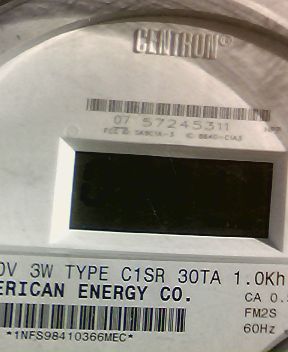 CENTRON®
07 57245311
0V 3W TYPE C1SR 30TA 1.0Kh
ERICAN ENERGY CO.
CA 0.
FM2S
*1NFS98410366MEC*
60Hz